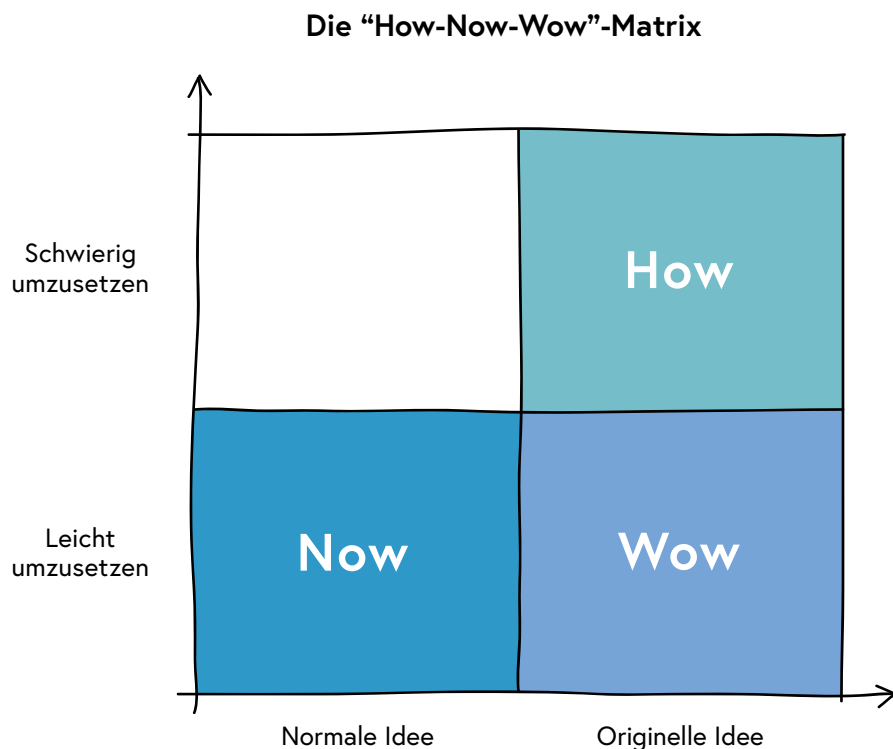 Die “How-Now-Wow”-Matrix
Schwierig
umzusetzen
How
Leicht
umzusetzen
Now
Wow
Normale Idee
Originelle Idee